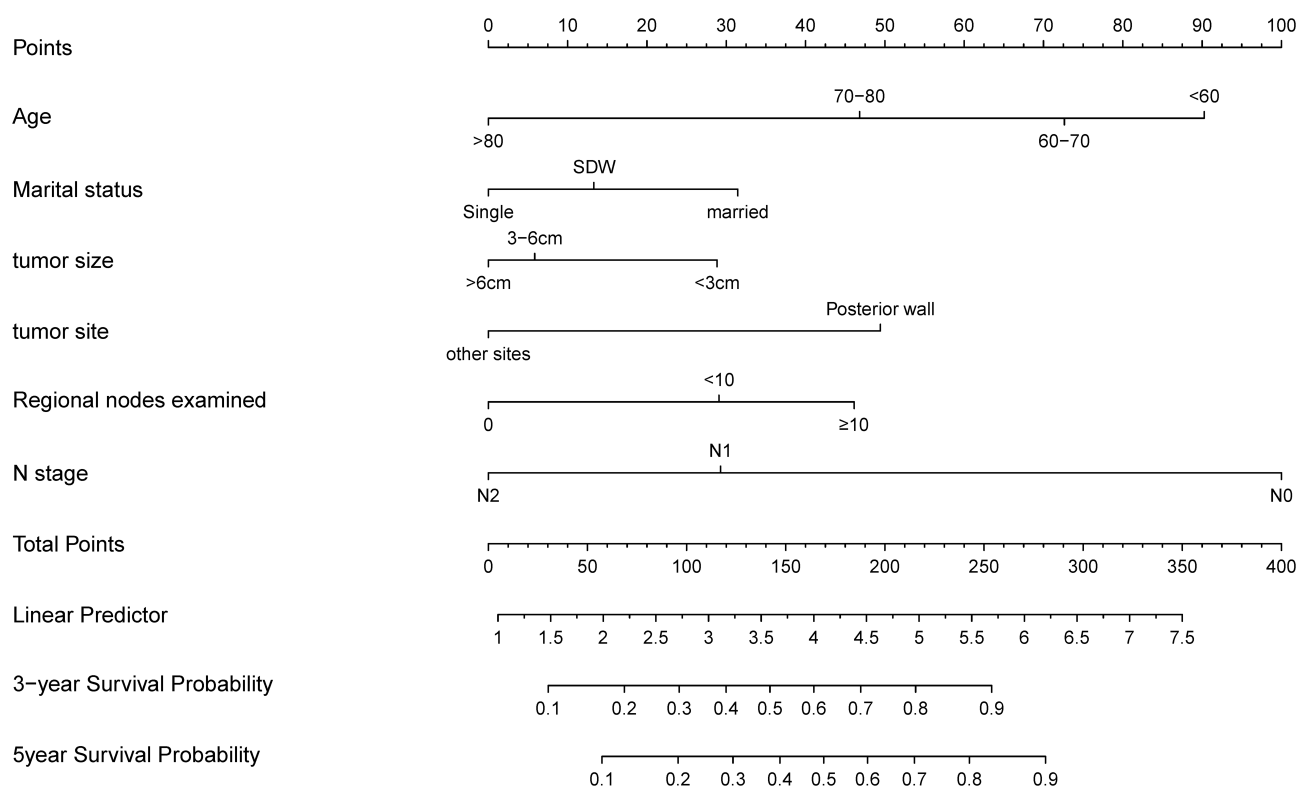 0 10 20 30 40 50 60 70 80 90 100
Points
70−80 <60
Age
>80 60−70
SDW
Marital status
Single married
3−6cm
tumor size
>6cm <3cm
Posterior wall
tumor site
other sites
<10
Regional nodes examined
0 ≥10
N1
N stage
N2 N0
Total Points
0 50 100 150 200 250 300 350 400
Linear Predictor
1 1.5 2 2.5 3 3.5 4 4.5 5 5.5 6 6.5 7 7.5
3−year Survival Probability
0.1 0.2 0.3 0.4 0.5 0.6 0.7 0.8 0.9
5year Survival Probability
0.1 0.2 0.3 0.4 0.5 0.6 0.7 0.8 0.9